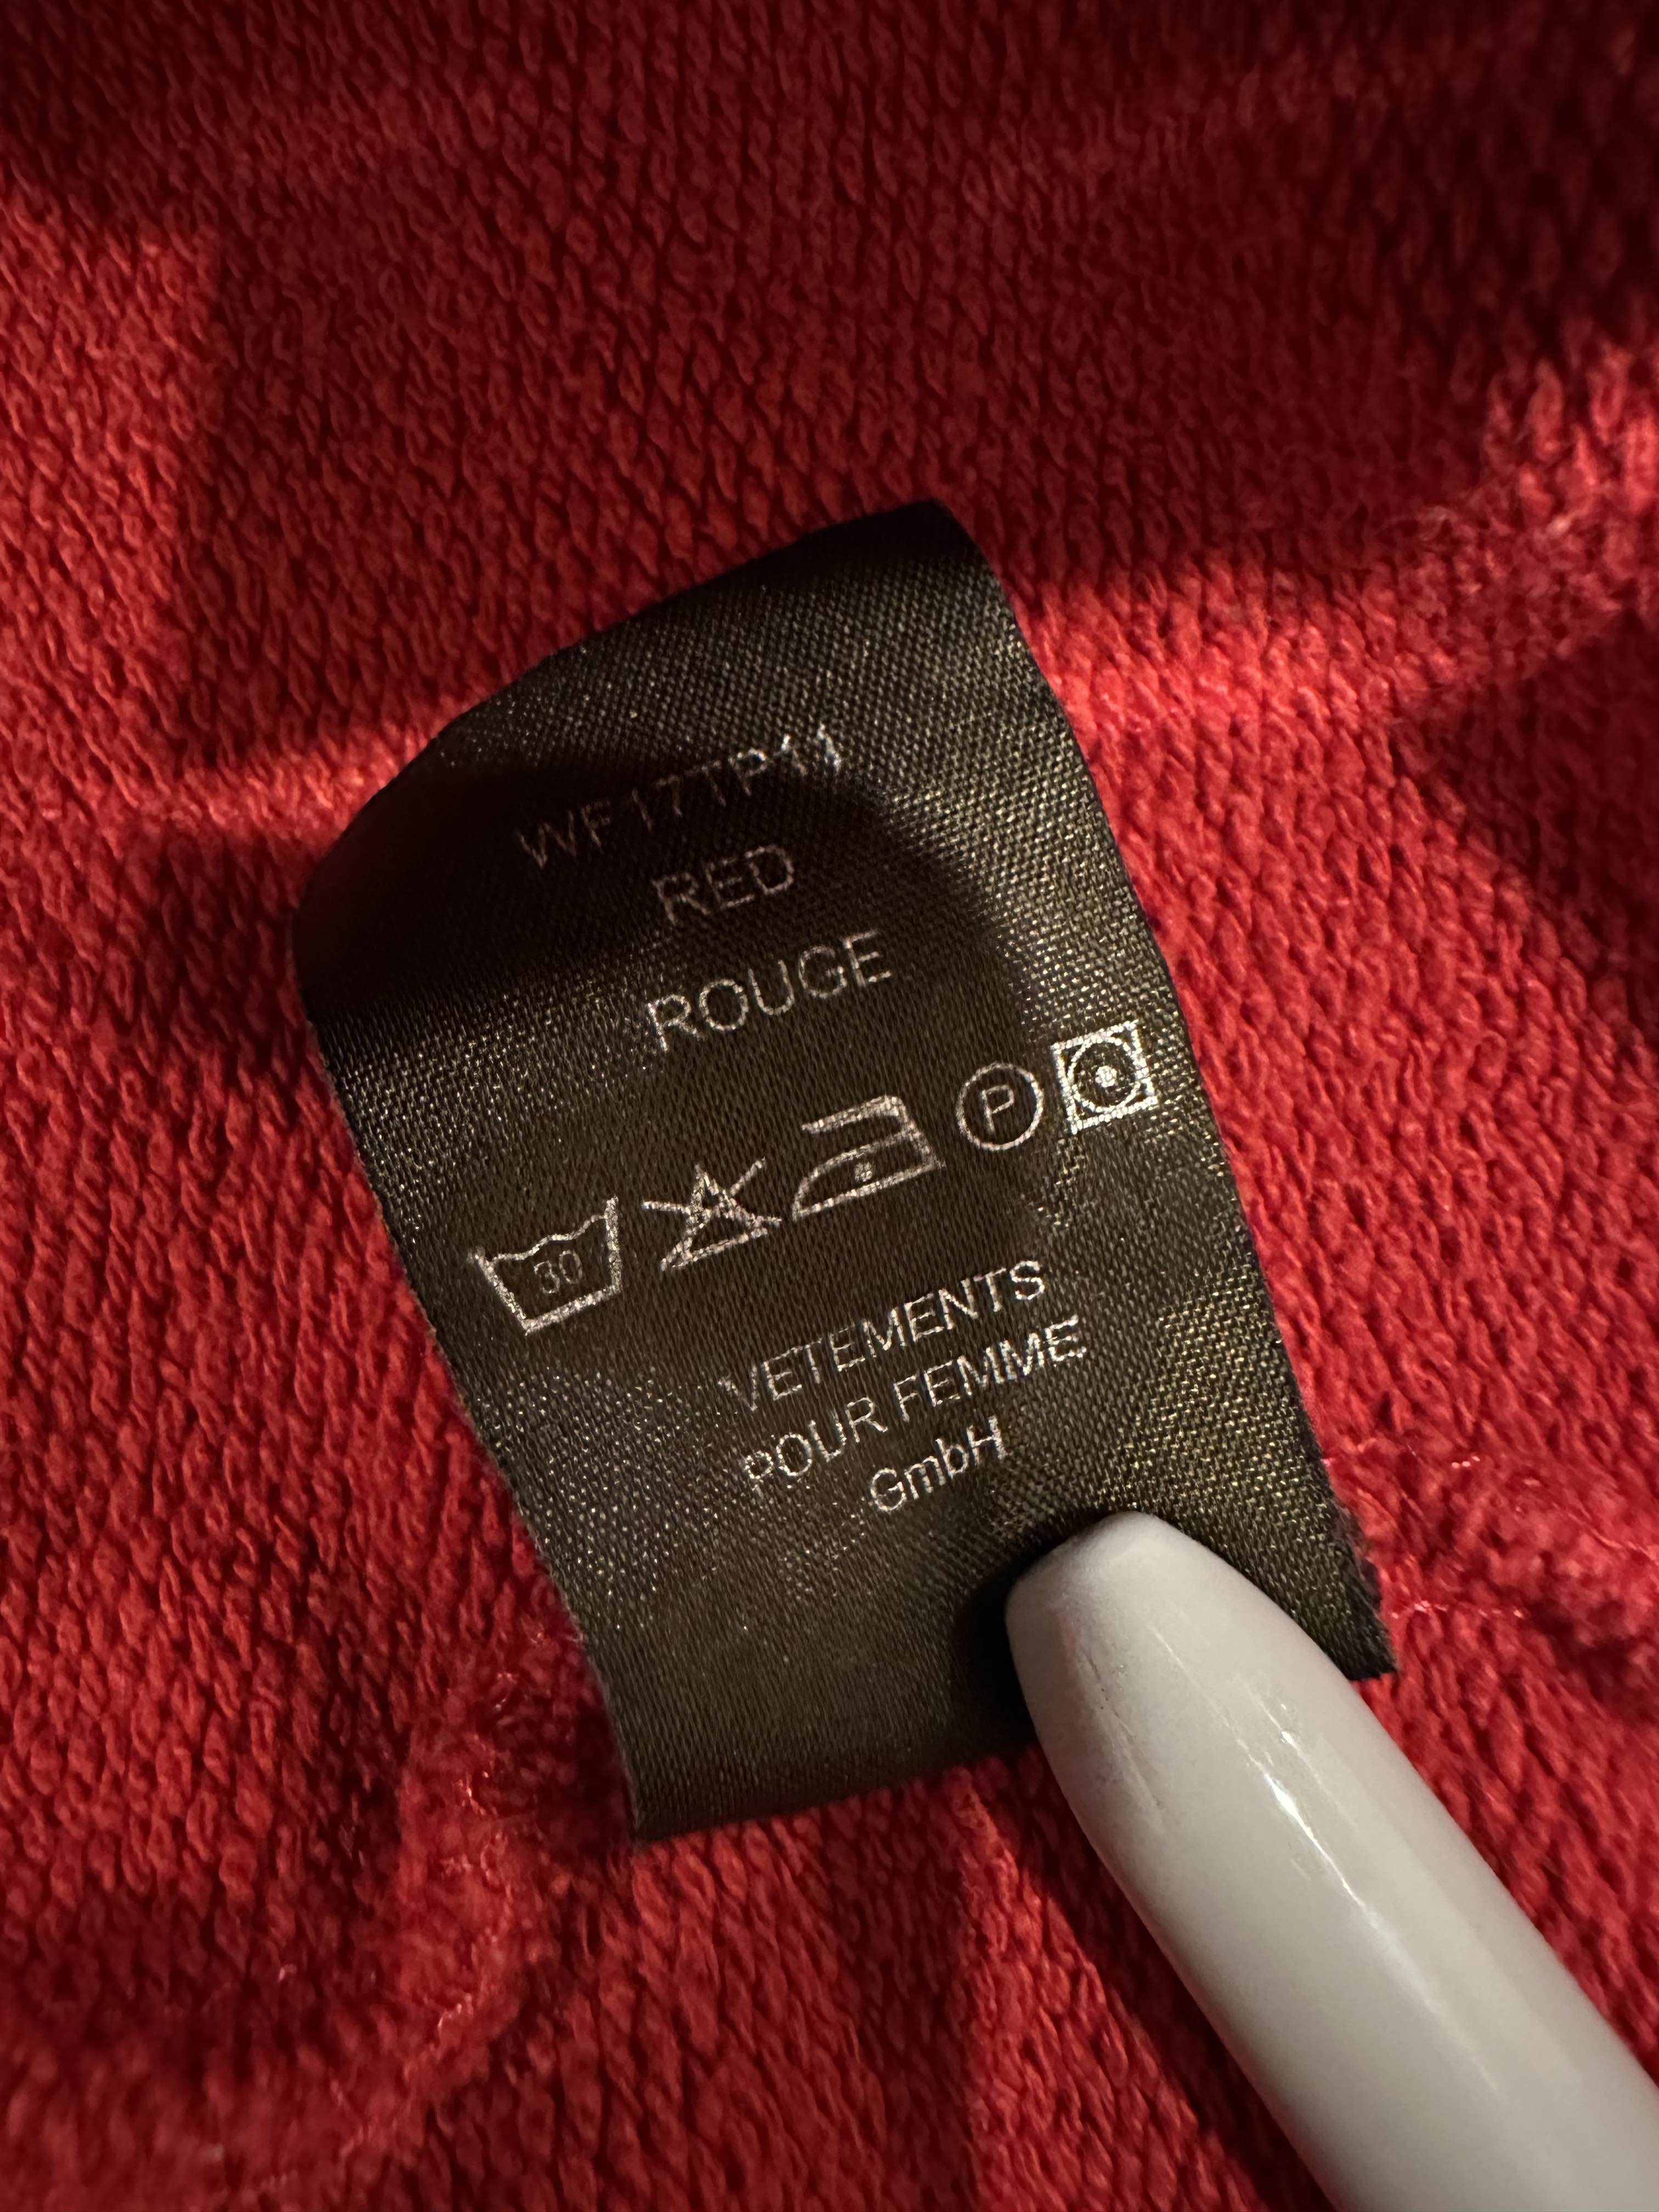 WF17TP11
RED
ROUGE
30 P
VETEMENTS
POUR FEMME
GmbH